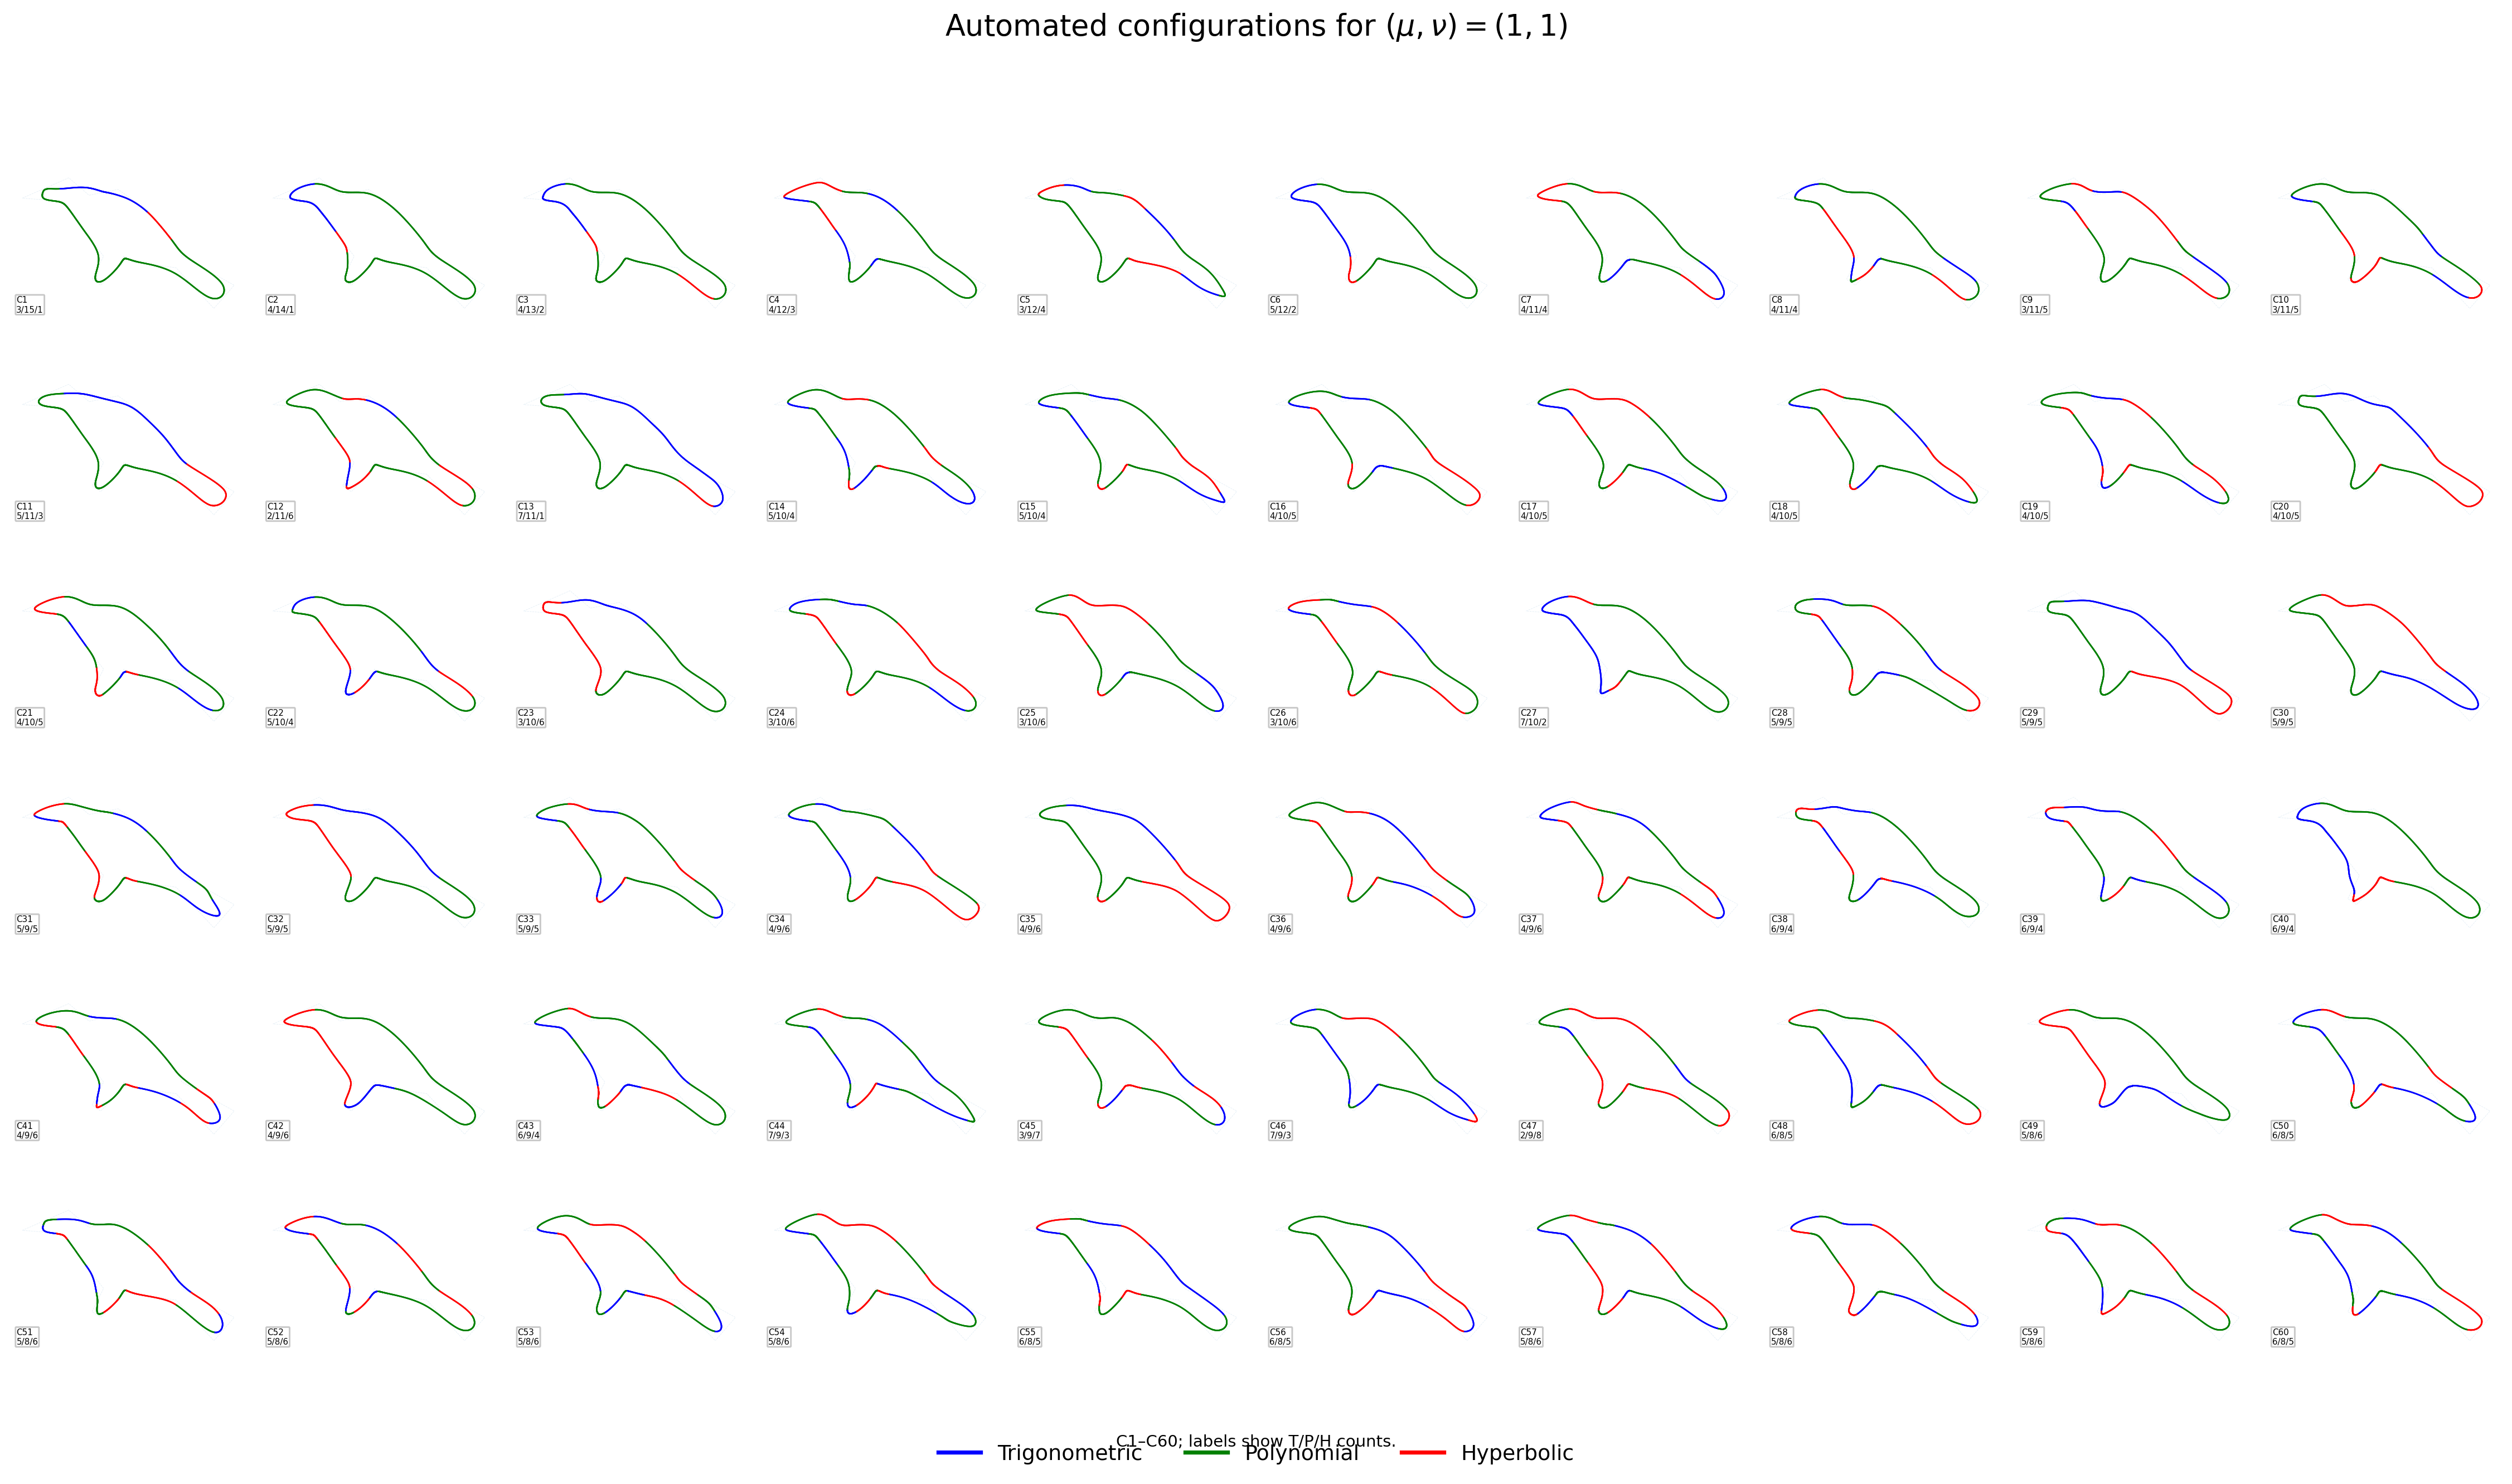 Automated configurations for (μ, ν) = (1, 1)
C1
3/15/1
C2
4/14/1
C3
4/13/2
C4
4/12/3
C5
3/12/4
C6
5/12/2
C7
4/11/4
C8
4/11/4
C9
3/11/5
C10
3/11/5
C11
5/11/3
C12
2/11/6
C13
7/11/1
C14
5/10/4
C15
5/10/4
C16
4/10/5
C17
4/10/5
C18
4/10/5
C19
4/10/5
C20
4/10/5
C21
4/10/5
C22
5/10/4
C23
3/10/6
C24
3/10/6
C25
3/10/6
C26
3/10/6
C27
7/10/2
C28
5/9/5
C29
5/9/5
C30
5/9/5
C31
5/9/5
C32
5/9/5
C33
5/9/5
C34
4/9/6
C35
4/9/6
C36
4/9/6
C37
4/9/6
C38
6/9/4
C39
6/9/4
C40
6/9/4
C41
4/9/6
C42
4/9/6
C43
6/9/4
C44
7/9/3
C45
3/9/7
C46
7/9/3
C47
2/9/8
C48
6/8/5
C49
5/8/6
C50
6/8/5
C51
5/8/6
C52
5/8/6
C53
5/8/6
C54
5/8/6
C55
6/8/5
C56
6/8/5
C57
5/8/6
C58
5/8/6
C59
5/8/6
C60
6/8/5
C1–C60; labels show T/P/H counts.
Trigonometric Polynomial Hyperbolic